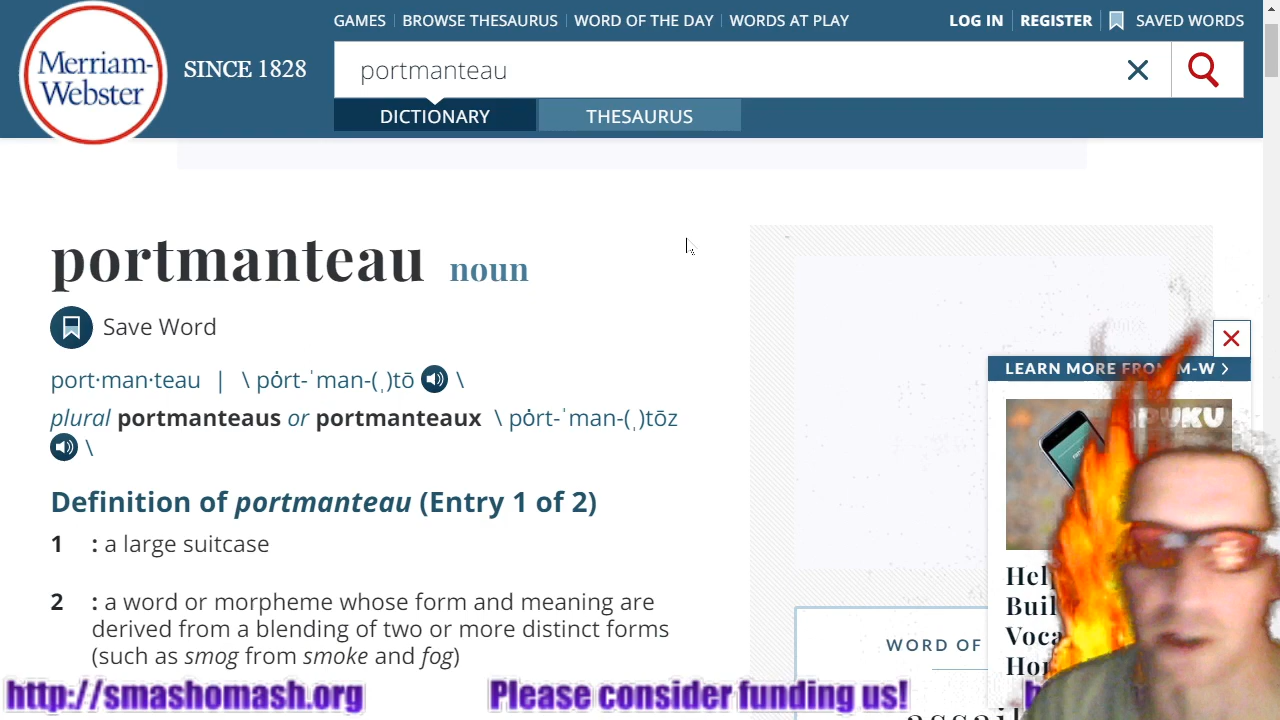 GAMES BROWSE THESAURUS WORD OF THE DAY WORDS AT PLAY LOG IN REGISTER SAVED WORDS
Merriam-
Webster
SINCE 1828
portmanteau
DICTIONARY THESAURUS
portmanteau noun
Save Word
port·man·teau | \ pȯrt-ˈman-(ˌ)tō \
plural portmanteaus or portmanteaux \ pȯrt-ˈman-(ˌ)tōz
\
Definition of portmanteau (Entry 1 of 2)
1 : a large suitcase
2 : a word or morpheme whose form and meaning are
derived from a blending of two or more distinct forms
(such as smog from smoke and fog)
LEARN MORE FROM M-W
WORD OF
http://smashomash.org Please consider funding us!